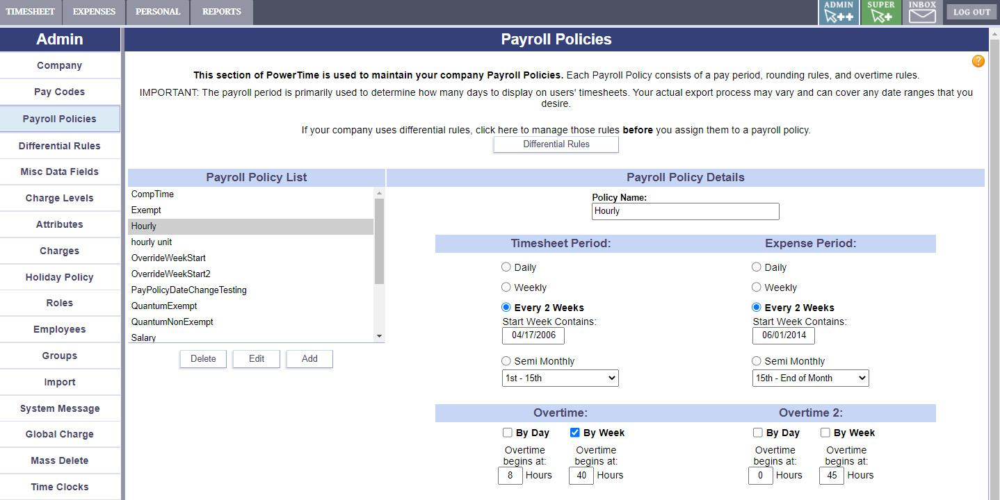 TIMESHEET EXPENSES PERSONAL REPORTS ADMIN ++ SUPER + INBOX LOG OUT
Admin
Company
Pay Codes
Payroll Policies
Differential Rules
Misc Data Fields
Charge Levels
Attributes
Charges
Holiday Policy
Roles
Employees
Groups
Import
System Message
Global Charge
Mass Delete
Time Clocks
Payroll Policies
?
This section of PowerTime is used to maintain your company Payroll Policies. Each Payroll Policy consists of a pay period, rounding rules, and overtime rules.
IMPORTANT: The payroll period is primarily used to determine how many days to display on users' timesheets. Your actual export process may vary and can cover any date ranges that you
desire.
If your company uses differential rules, click here to manage those rules before you assign them to a payroll policy.
Differential Rules
Payroll Policy List
CompTime
Exempt
Hourly
hourly unit
OverrideWeekStart
OverrideWeekStart2
PayPolicyDateChangeTesting
QuantumExempt
QuantumNonExempt
Salary
Delete Edit Add
Payroll Policy Details
Policy Name:
Hourly
Timesheet Period: Expense Period:
Daily Daily
Weekly Weekly
Every 2 Weeks Every 2 Weeks
Start Week Contains: Start Week Contains:
04/17/2006 06/01/2014
Semi Monthly Semi Monthly
1st - 15th 15th - End of Month
Overtime: Overtime 2:
By Day By Week By Day By Week
Overtime Overtime Overtime Overtime
begins at: begins at: begins at: begins at:
8 Hours 40 Hours 0 Hours 45 Hours